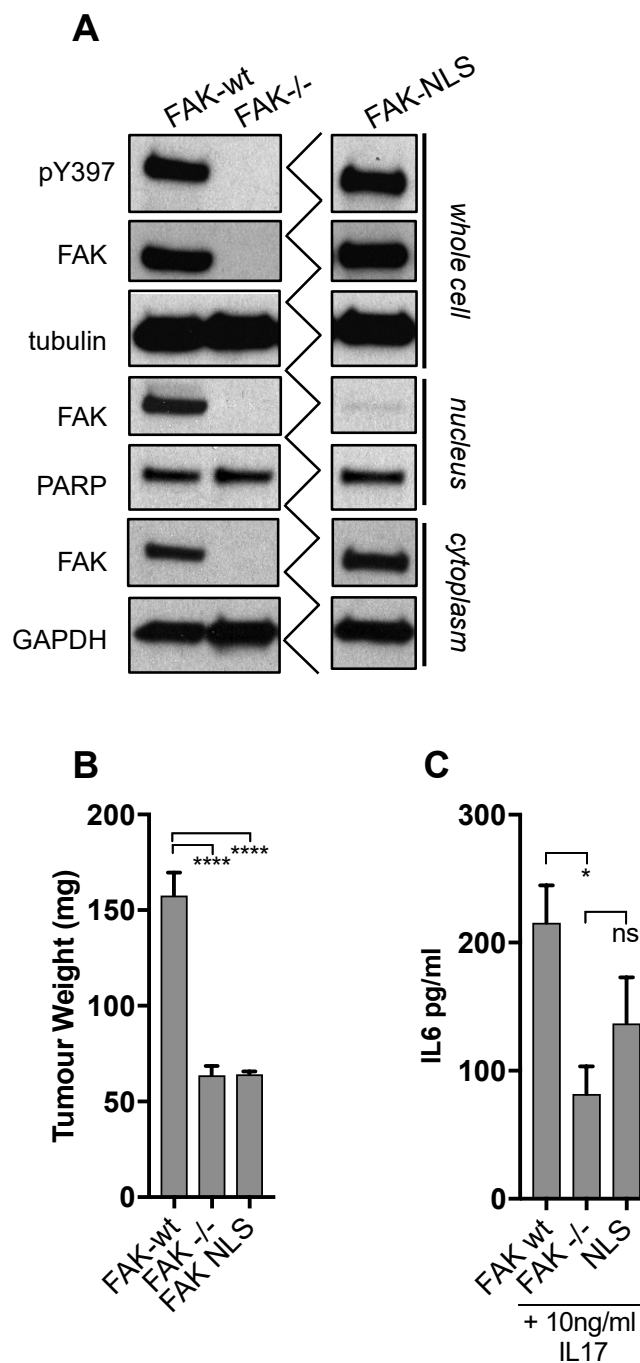 A
FAK-wt
FAK-/-
FAK-NLS
pY397
FAK
tubulin
whole cell
FAK
PARP
nucleus
FAK
GAPDH
cytoplasm
B
200
150
100
50
0
Tumour Weight (mg)
****
****
FAK-wt
FAK -/-
FAK NLS
C
300
200
100
0
IL6 pg/ml
*
ns
FAK wt
FAK -/-
NLS
+ 10ng/ml
IL17